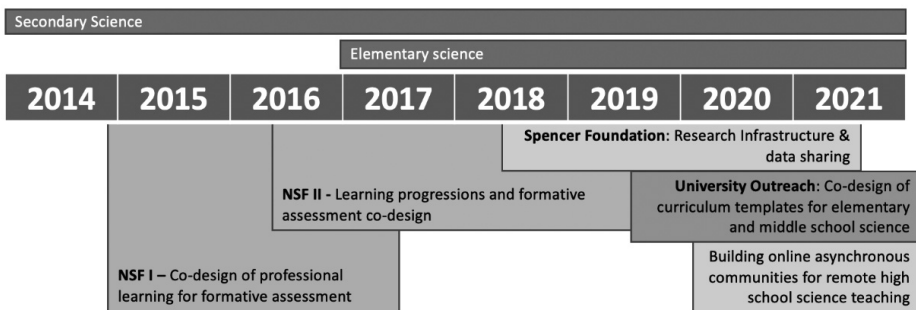 Secondary Science
Elementary science
2014 2015 2016 2017 2018 2019 2020 2021
Spencer Foundation: Research Infrastructure &
data sharing
NSF II - Learning progressions and formative
assessment co-design
University Outreach: Co-design of
curriculum templates for elementary
and middle school science
NSF I – Co-design of professional
learning for formative assessment
Building online asynchronous
communities for remote high
school science teaching